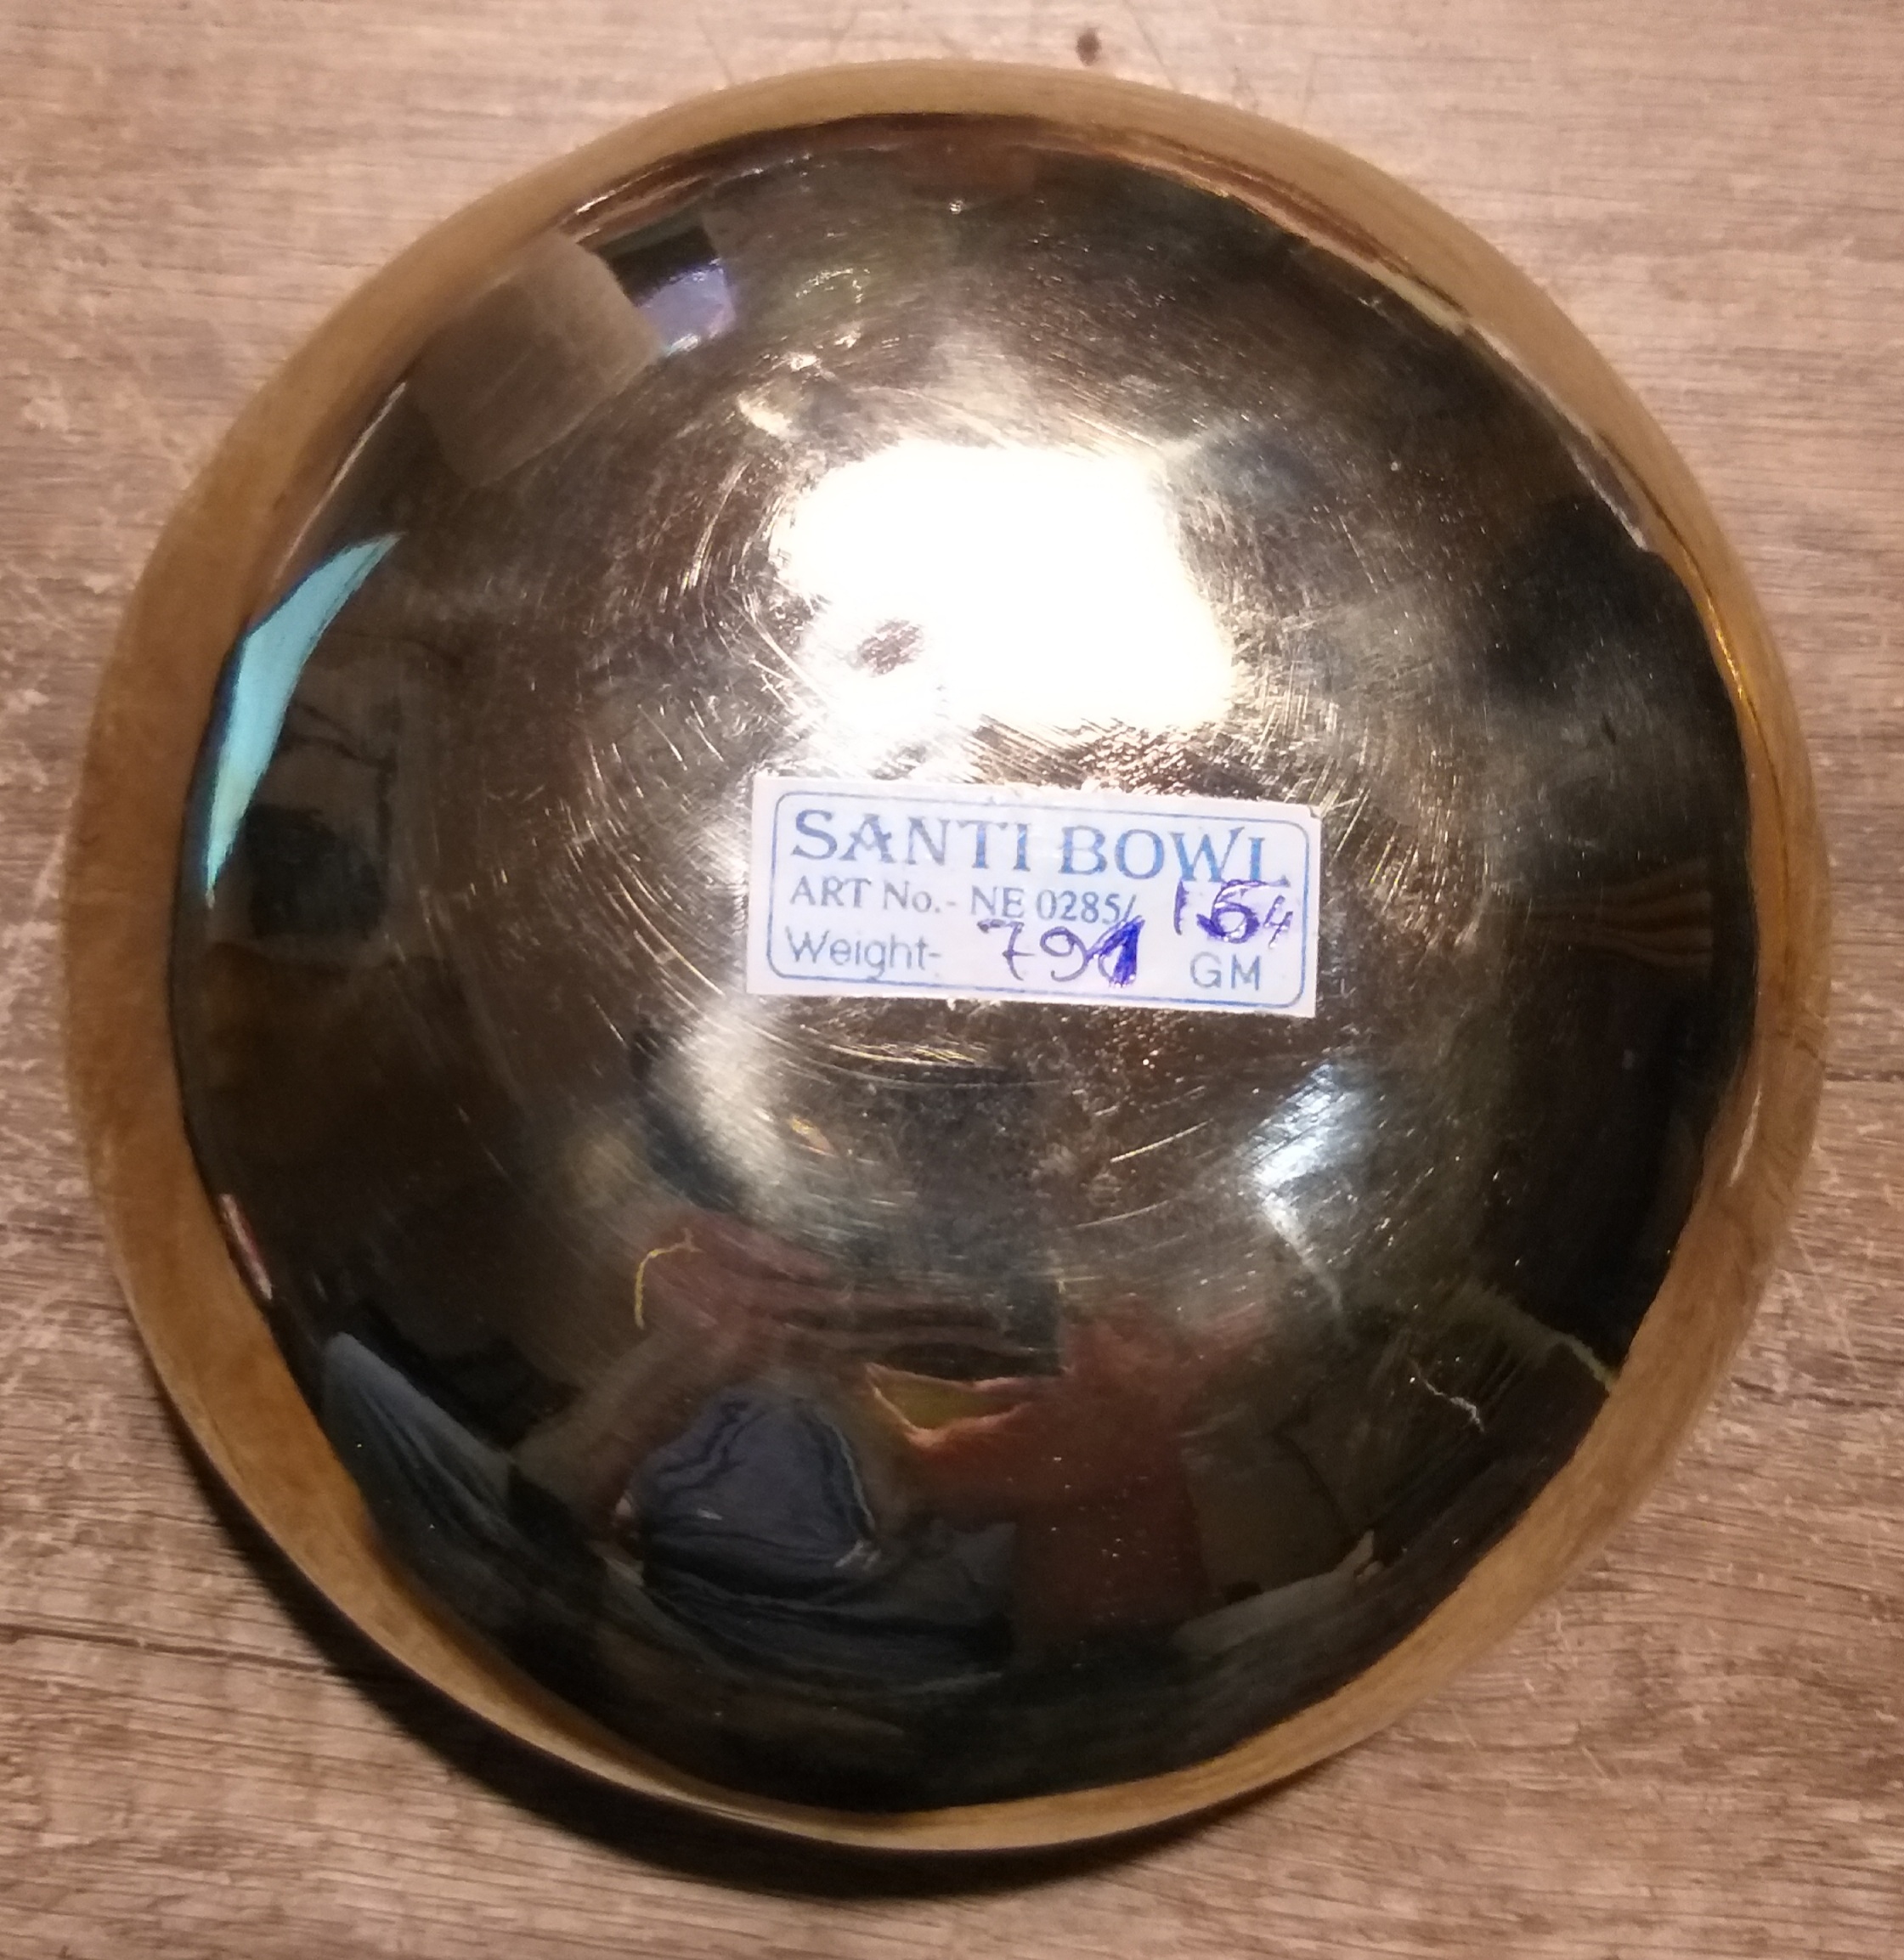 SANTI BOWL
ART No.- NE 0285/ 154
Weight- 791 GM